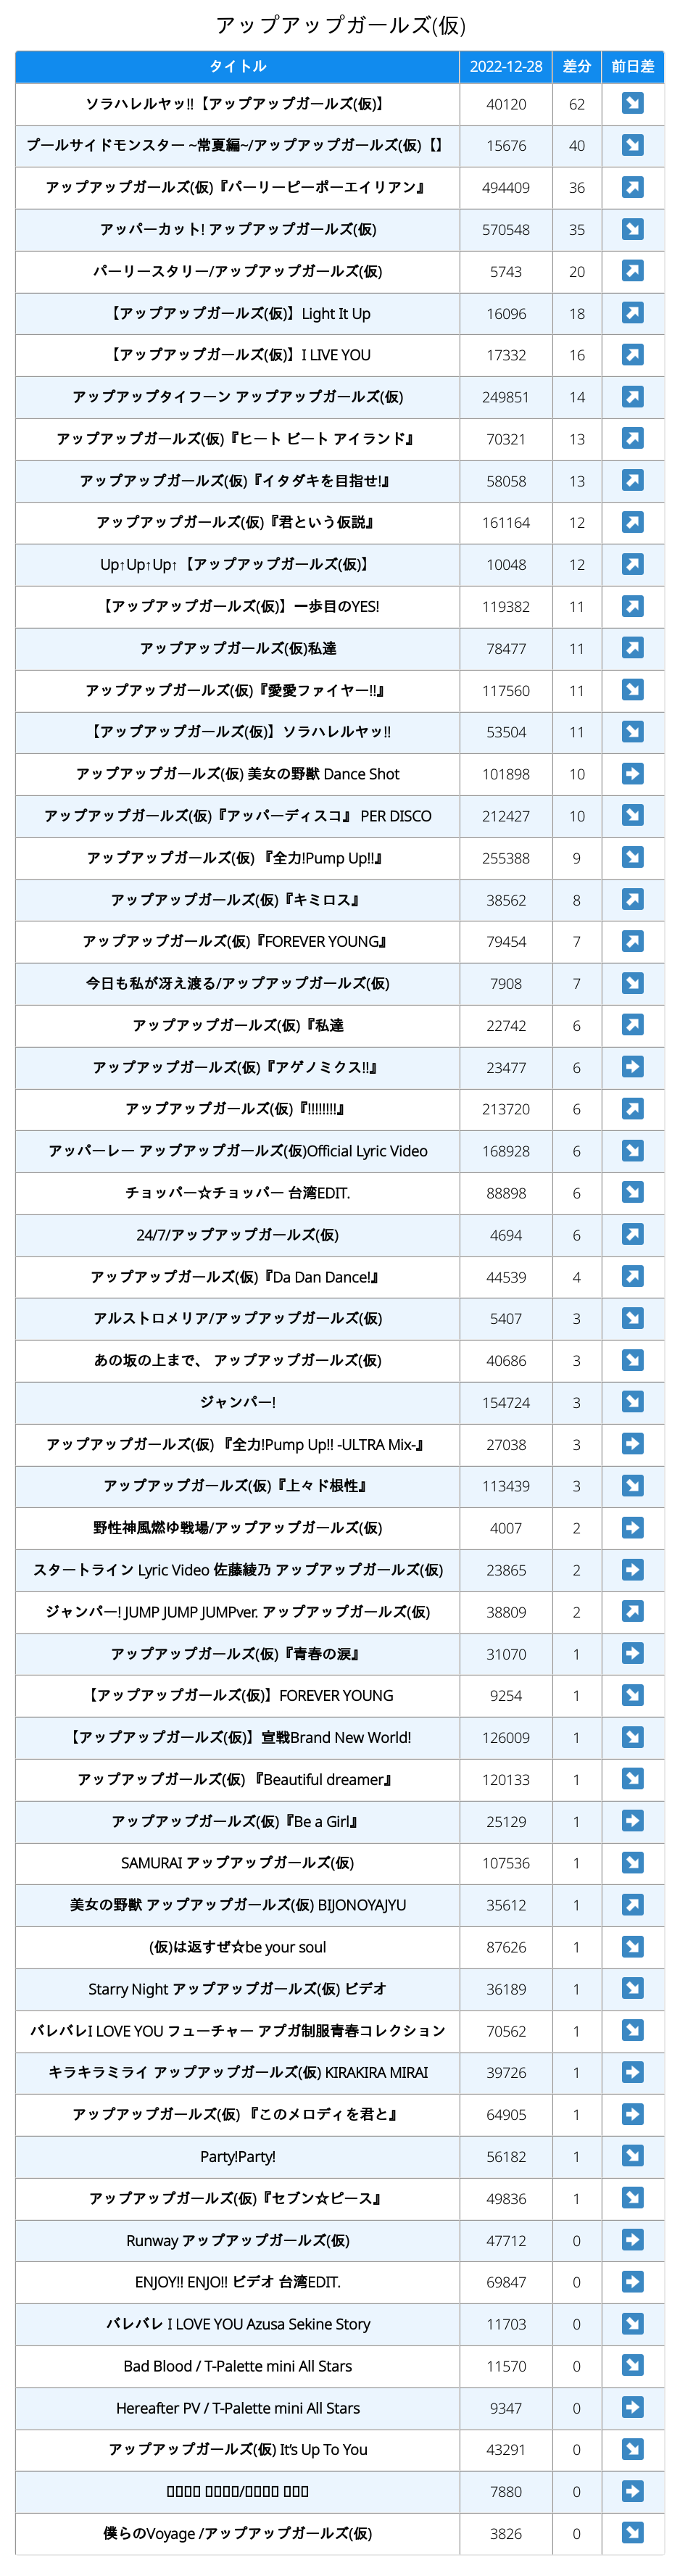 アップアップガールズ(仮)
タイトル 2022-12-28 差分 前日差
ソラハレルヤッ!!【アップアップガールズ(仮)】 40120 62 ↘
プールサイドモンスター ~常夏編~/アップアップガールズ(仮)【】 15676 40 ↘
アップアップガールズ(仮)『パーリーピーポーエイリアン』 494409 36 ↗
アッパーカット! アップアップガールズ(仮) 570548 35 ↘
パーリースタリー/アップアップガールズ(仮) 5743 20 ↗
【アップアップガールズ(仮)】Light It Up 16096 18 ↗
【アップアップガールズ(仮)】I LIVE YOU 17332 16 ↗
アップアップタイフーン アップアップガールズ(仮) 249851 14 ↗
アップアップガールズ(仮)『ヒート ビート アイランド』 70321 13 ↗
アップアップガールズ(仮)『イタダキを目指せ!』 58058 13 ↗
アップアップガールズ(仮)『君という仮説』 161164 12 ↗
Up↑Up↑Up↑【アップアップガールズ(仮)】 10048 12 ↗
【アップアップガールズ(仮)】一歩目のYES! 119382 11 ↗
アップアップガールズ(仮)私達 78477 11 ↗
アップアップガールズ(仮)『愛愛ファイヤー!!』 117560 11 ↘
【アップアップガールズ(仮)】ソラハレルヤッ!! 53504 11 ↘
アップアップガールズ(仮) 美女の野獣 Dance Shot 101898 10 ➡
アップアップガールズ(仮)『アッパーディスコ』 PER DISCO 212427 10 ↘
アップアップガールズ(仮) 『全力!Pump Up!!』 255388 9 ↘
アップアップガールズ(仮)『キミロス』 38562 8 ↗
アップアップガールズ(仮)『FOREVER YOUNG』 79454 7 ↗
今日も私が冴え渡る/アップアップガールズ(仮) 7908 7 ↘
アップアップガールズ(仮)『私達 22742 6 ↗
アップアップガールズ(仮)『アゲノミクス!!』 23477 6 ➡
アップアップガールズ(仮)『!!!!!!!!』 213720 6 ↗
アッパーレー アップアップガールズ(仮)Official Lyric Video 168928 6 ↘
チョッパー☆チョッパー 台湾EDIT. 88898 6 ↘
24/7/アップアップガールズ(仮) 4694 6 ↗
アップアップガールズ(仮)『Da Dan Dance!』 44539 4 ↗
アルストロメリア/アップアップガールズ(仮) 5407 3 ↘
あの坂の上まで、 アップアップガールズ(仮) 40686 3 ↘
ジャンパー! 154724 3 ↘
アップアップガールズ(仮) 『全力!Pump Up!! -ULTRA Mix-』 27038 3 ➡
アップアップガールズ(仮)『上々ド根性』 113439 3 ↘
野性神風燃ゆ戦場/アップアップガールズ(仮) 4007 2 ➡
スタートライン Lyric Video 佐藤綾乃 アップアップガールズ(仮) 23865 2 ➡
ジャンパー! JUMP JUMP JUMPver. アップアップガールズ(仮) 38809 2 ↗
アップアップガールズ(仮)『青春の涙』 31070 1 ➡
【アップアップガールズ(仮)】FOREVER YOUNG 9254 1 ↘
【アップアップガールズ(仮)】宣戦Brand New World! 126009 1 ↘
アップアップガールズ(仮) 『Beautiful dreamer』 120133 1 ↘
アップアップガールズ(仮)『Be a Girl』 25129 1 ➡
SAMURAI アップアップガールズ(仮) 107536 1 ↘
美女の野獣 アップアップガールズ(仮) BIJONOYAJYU 35612 1 ↗
(仮)は返すぜ☆be your soul 87626 1 ↘
Starry Night アップアップガールズ(仮) ビデオ 36189 1 ↘
バレバレI LOVE YOU フューチャー アプガ制服青春コレクション 70562 1 ↘
キラキラミライ アップアップガールズ(仮) KIRAKIRA MIRAI 39726 1 ➡
アップアップガールズ(仮) 『このメロディを君と』 64905 1 ➡
Party!Party! 56182 1 ↘
アップアップガールズ(仮)『セブン☆ピース』 49836 1 ↘
Runway アップアップガールズ(仮) 47712 0 ➡
ENJOY!! ENJO!! ビデオ 台湾EDIT. 69847 0 ➡
バレバレ I LOVE YOU Azusa Sekine Story 11703 0 ↘
Bad Blood / T-Palette mini All Stars 11570 0 ↘
Hereafter PV / T-Palette mini All Stars 9347 0 ➡
アップアップガールズ(仮) It's Up To You 43291 0 ↘
▯▯▯▯ ▯▯▯▯/▯▯▯▯ ▯▯▯ 7880 0 ➡
僕らのVoyage /アップアップガールズ(仮) 3826 0 ↘